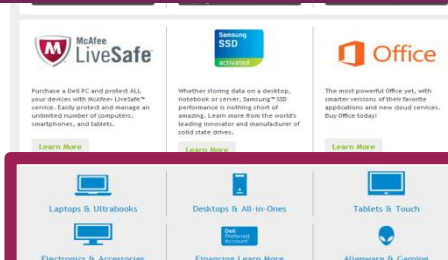 McAfee
LiveSafe
Samsung
SSD
activated
Office
Purchase a Dell PC and protect ALL
your devices with McAfee® LiveSafe™
service. Easily protect and manage an
unlimited number of computers,
smartphones, and tablets.
Learn More
Whether storing data on a desktop,
notebook or server, Samsung™ SSD
performance is nothing short of
amazing. Learn more from the world's
leading innovator and manufacturer of
solid state drives.
Learn More
The most powerful Office yet, with
smarter versions of their favorite
applications and new cloud services.
Buy Office today!
Learn More
Laptops & Ultrabooks
Desktops & All-in-Ones
Tablets & Touch
Electronics & Accessories
Dell
Preferred
Account
Financing Learn More
Alienware & Gaming